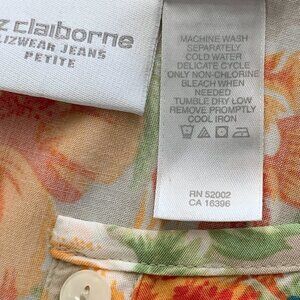 z claiborne
LIZWEAR JEANS
PETITE
MACHINE WASH
SEPARATELY
COLD WATER
DELICATE CYCLE
ONLY NON-CHLORINE
BLEACH WHEN
NEEDED
TUMBLE DRY LOW
REMOVE PROMPTLY
COOL IRON
RN 52002
CA 16396